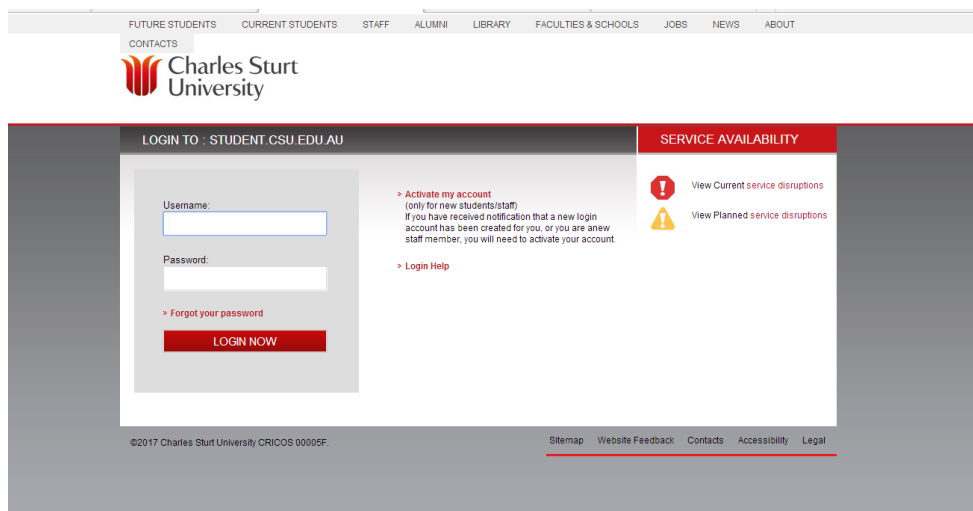 FUTURE STUDENTS CURRENT STUDENTS STAFF ALUMNI LIBRARY FACULTIES & SCHOOLS JOBS NEWS ABOUT
CONTACTS
Charles Sturt
University
LOGIN TO : STUDENT.CSU.EDU.AU
SERVICE AVAILABILITY
Username:
Password:
» Forgot your password
LOGIN NOW
» Activate my account
(only for new students/staff)
If you have received notification that a new login
account has been created for you, or you are anew
staff member, you will need to activate your account.
» Login Help
View Current service disruptions
View Planned service disruptions
©2017 Charles Sturt University CRICOS 00005F.
Sitemap Website Feedback Contacts Accessibility Legal